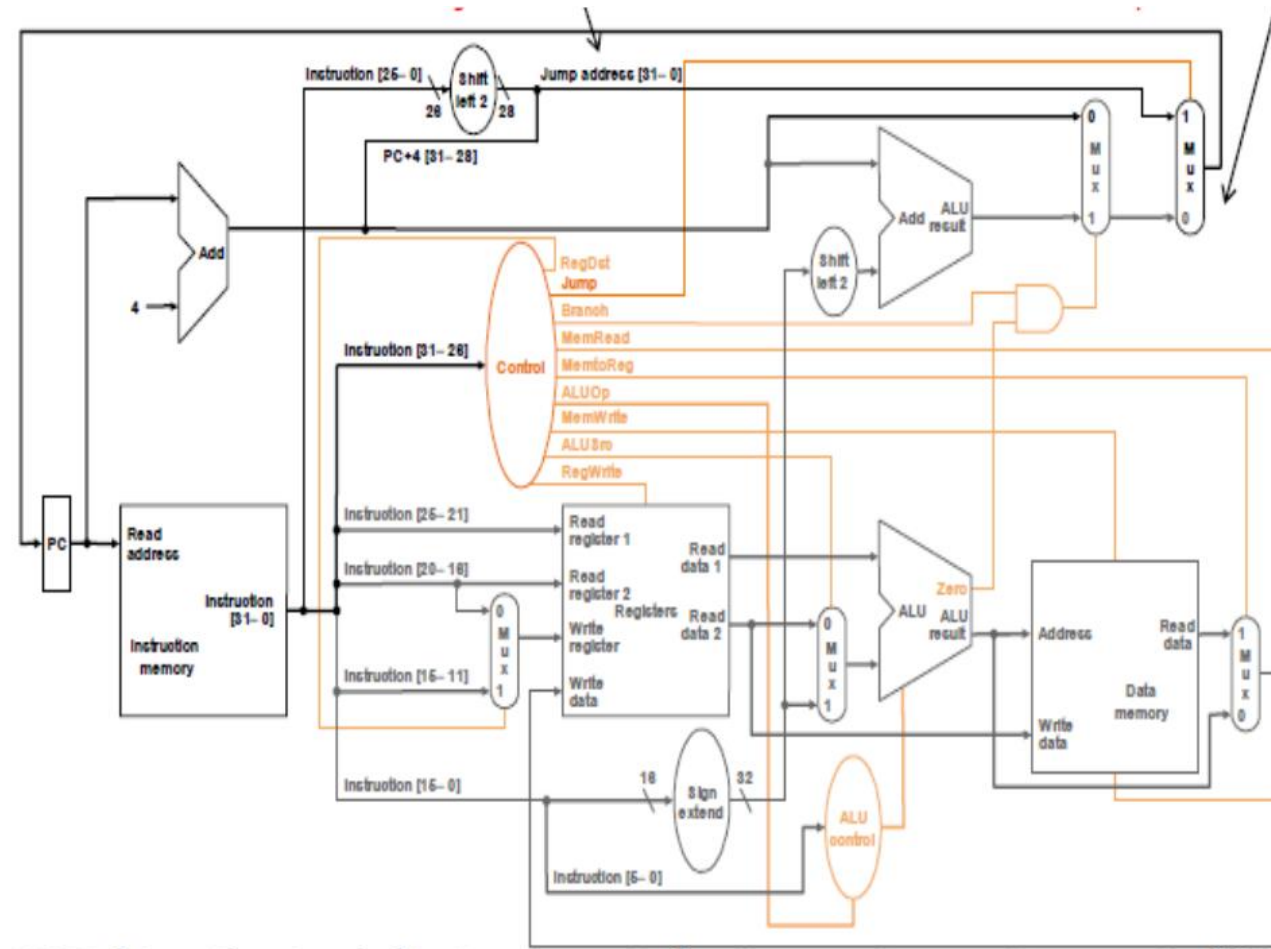 Instruction [25–0]
26
Shift
left 2
28
Jump address [31–0]
PC+4 [31–28]
Add
4
0
M
u
x
1
1
M
u
x
0
Add
ALU
result
Shift
left 2
RegDst
Jump
Branch
MemRead
MemtoReg
ALUOp
MemWrite
ALUSrc
RegWrite
Control
Instruction [31–26]
PC
Read
address
Instruction
[31–0]
Instruction
memory
Instruction [25–21]
Instruction [20–16]
Instruction [15–11]
0
M
u
x
1
Read
register 1
Read
register 2
Write
register
Write
data
Registers
Read
data 1
Read
data 2
0
M
u
x
1
Zero
ALU
ALU
result
Address
Write
data
Read
data
Data
memory
1
M
u
x
0
Instruction [15–0]
16
Sign
extend
32
ALU
control
Instruction [5–0]